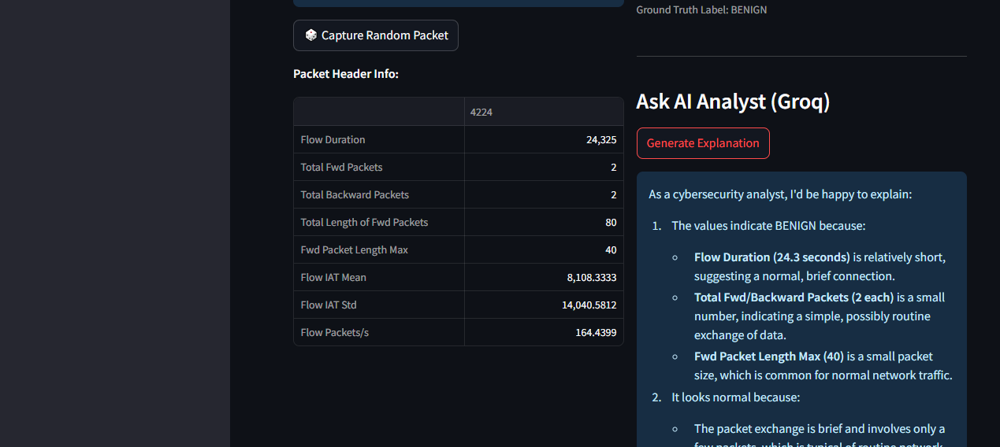 Capture Random Packet
Packet Header Info:
4224
Flow Duration 24,325
Total Fwd Packets 2
Total Backward Packets 2
Total Length of Fwd Packets 80
Fwd Packet Length Max 40
Flow IAT Mean 8,108.3333
Flow IAT Std 14,040.5812
Flow Packets/s 164.4399
Ground Truth Label: BENIGN
Ask AI Analyst (Groq)
Generate Explanation
As a cybersecurity analyst, I'd be happy to explain:
1. The values indicate BENIGN because:
Flow Duration (24.3 seconds) is relatively short,
suggesting a normal, brief connection.
Total Fwd/Backward Packets (2 each) is a small
number, indicating a simple, possibly routine
exchange of data.
Fwd Packet Length Max (40) is a small packet
size, which is common for normal network traffic.
2. It looks normal because:
The packet exchange is brief and involves only a
few packets, which is typical of routine network